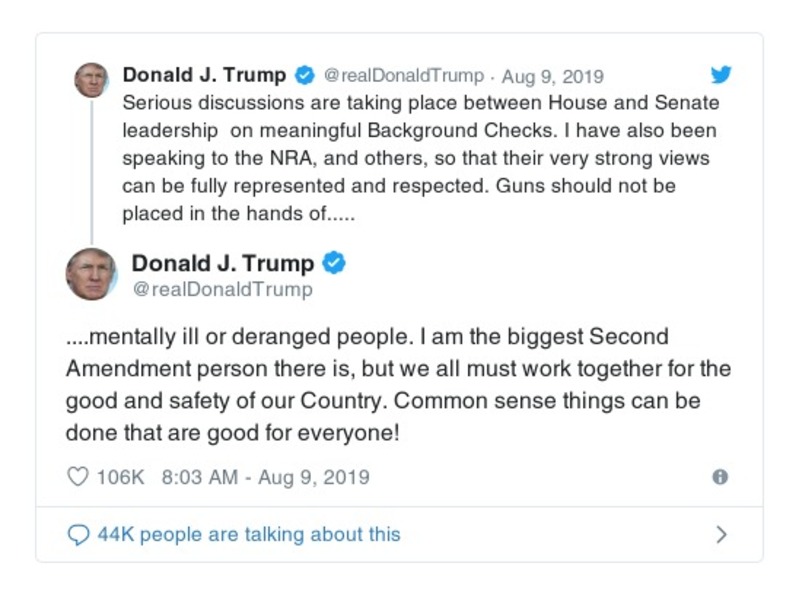 Donald J. Trump @realDonaldTrump · Aug 9, 2019
Serious discussions are taking place between House and Senate
leadership  on meaningful Background Checks. I have also been
speaking to the NRA, and others, so that their very strong views
can be fully represented and respected. Guns should not be
placed in the hands of.....
Donald J. Trump
@realDonaldTrump
....mentally ill or deranged people. I am the biggest Second
Amendment person there is, but we all must work together for the
good and safety of our Country. Common sense things can be
done that are good for everyone!
106K 8:03 AM - Aug 9, 2019
44K people are talking about this